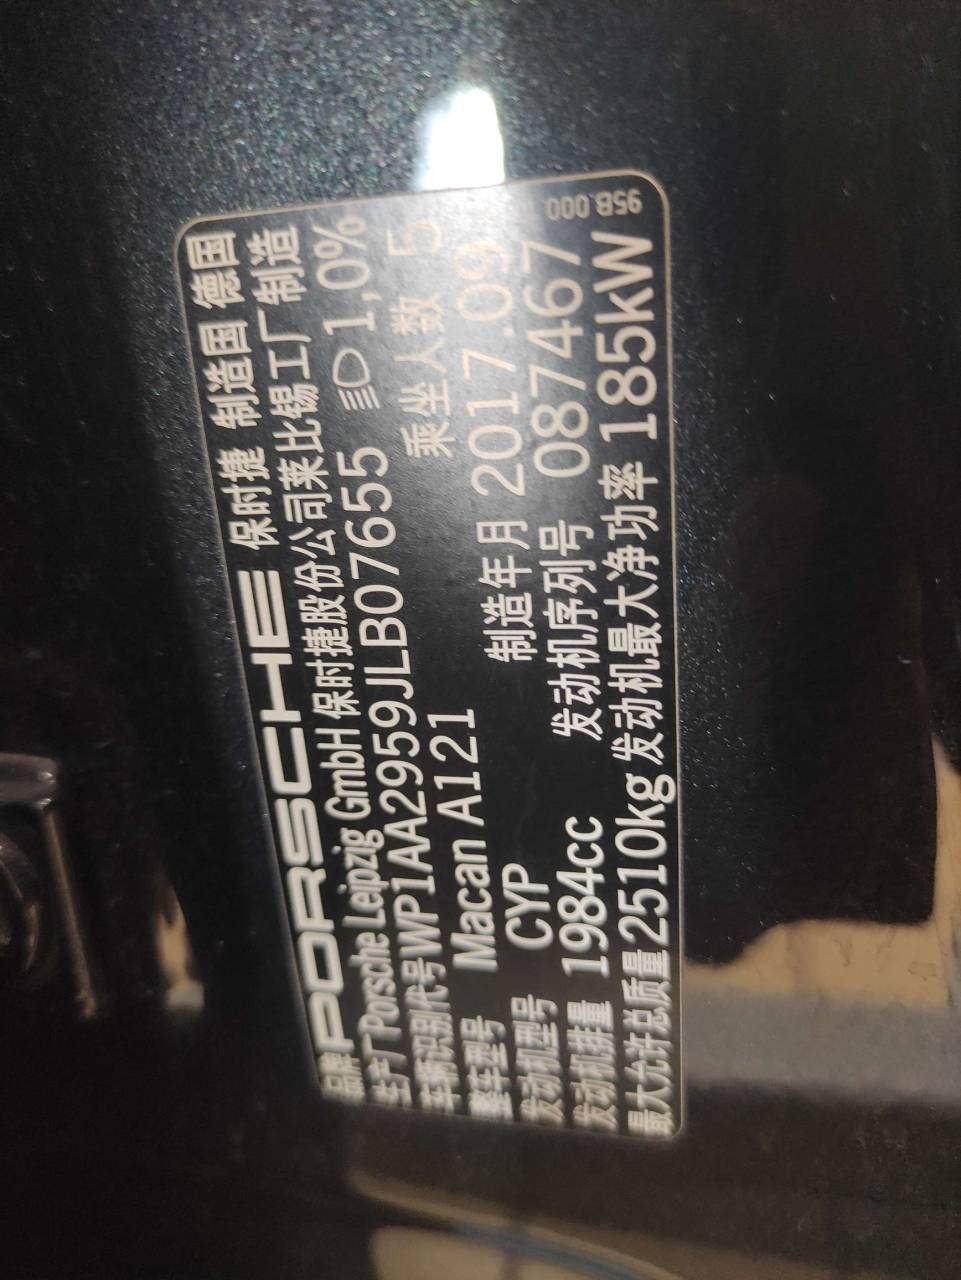 品牌 PORSCHE 保时捷 制造国 德国
生产厂 Porsche Leipzig GmbH 保时捷股份公司莱比锡工厂 制造
车辆识别代号 WP1AA2959JLB07655 1,0%
整车型号 Macan A121 乘坐人数 5
制造年月 2017.09
发动机型号 CYP 发动机序列号 087467
发动机排量 1984cc
最大允许总质量 2510kg 发动机最大净功率 185kW
95B.000.